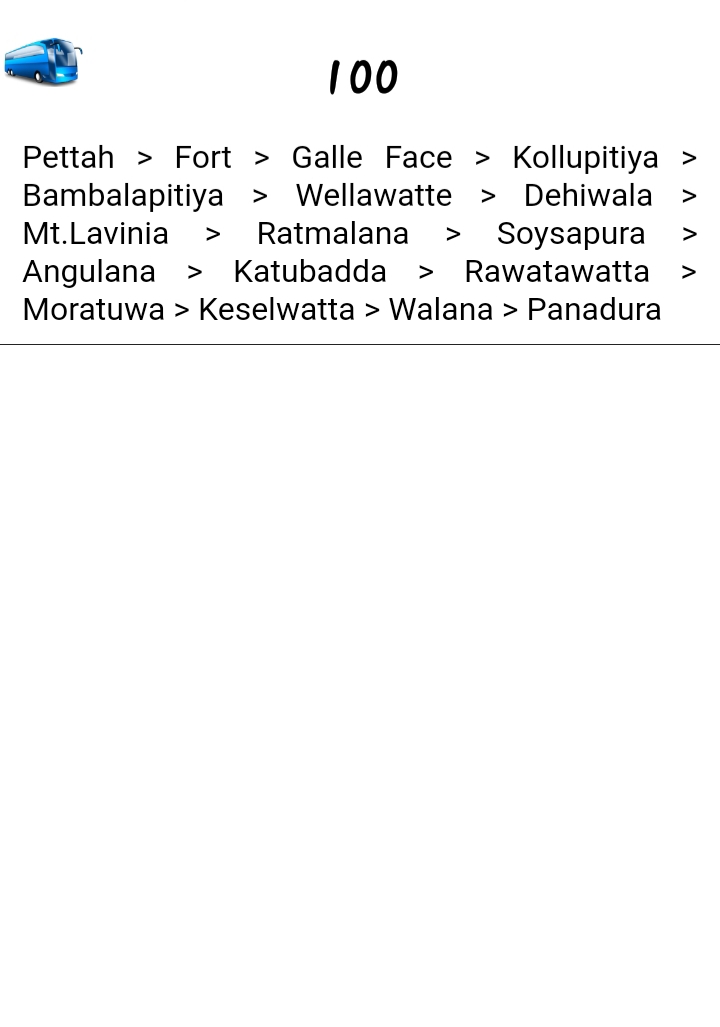 100
Pettah > Fort > Galle Face > Kollupitiya >
Bambalapitiya > Wellawatte > Dehiwala >
Mt.Lavinia > Ratmalana > Soysapura >
Angulana > Katubadda > Rawatawatta >
Moratuwa > Keselwatta > Walana > Panadura